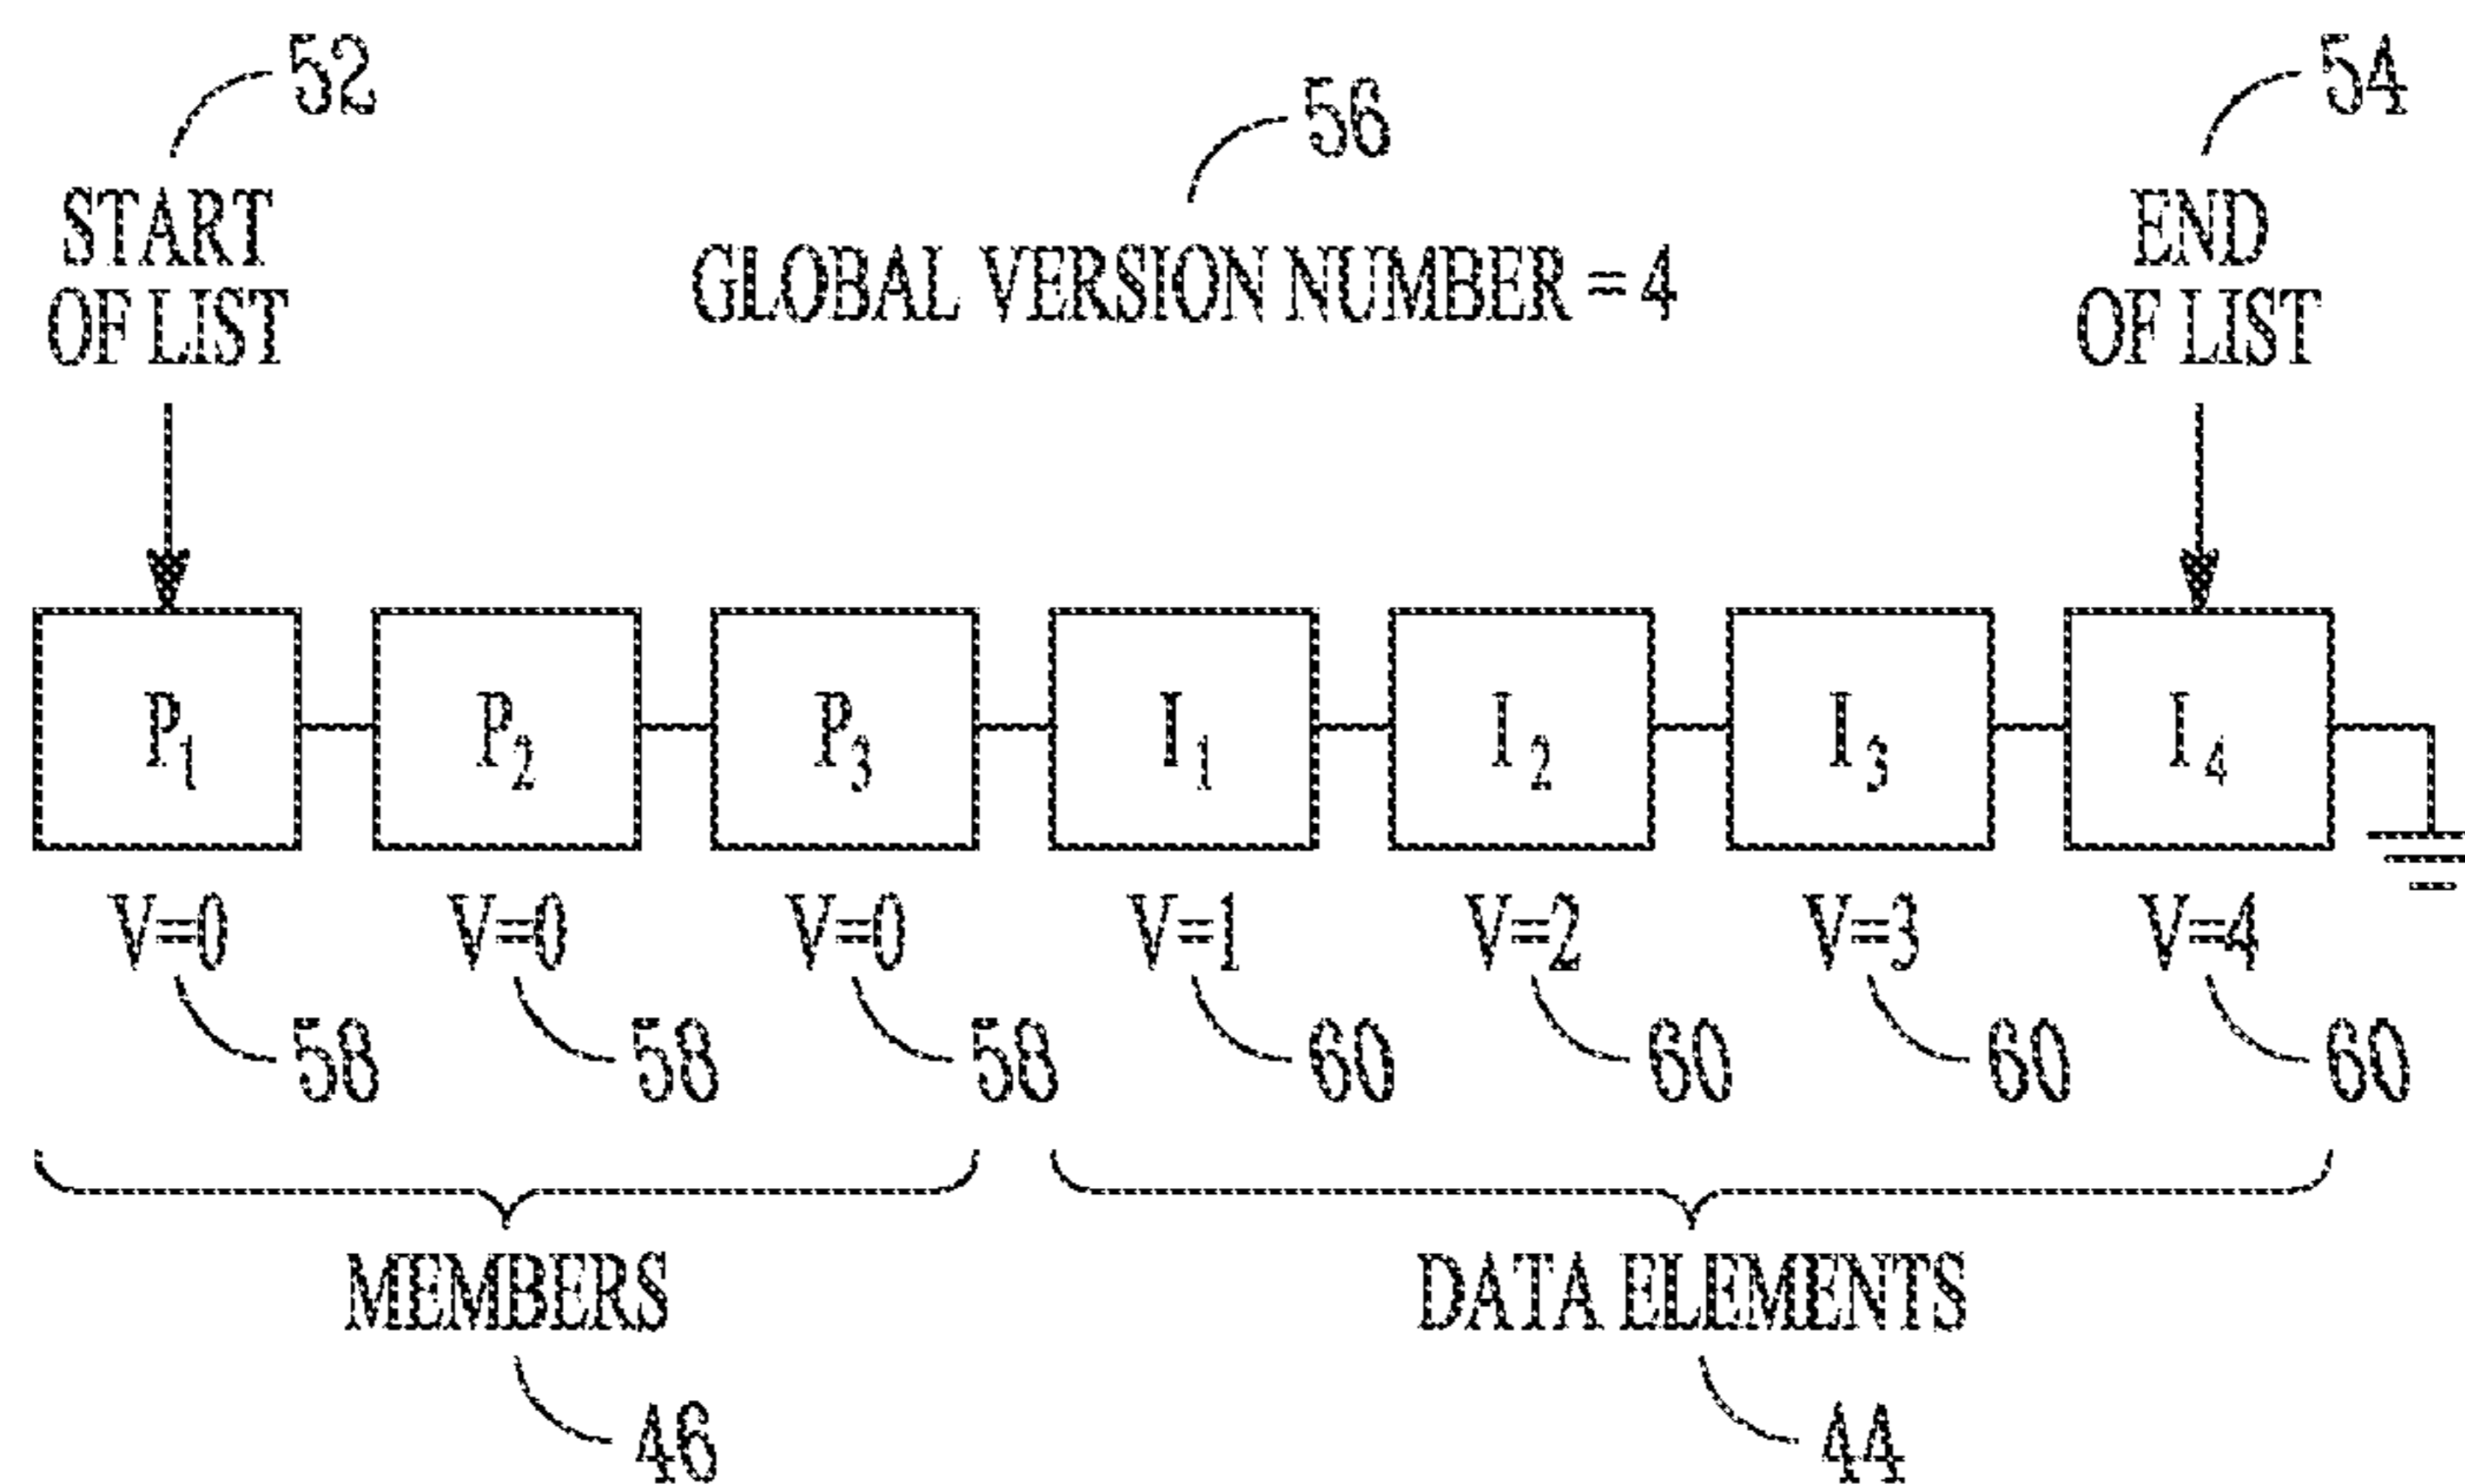 52
54
56
START
OF LIST
GLOBAL VERSION NUMBER = 4
END
OF LIST
P1 P2 P3 I1 I2 I3 I4
V=0 V=0 V=0 V=1 V=2 V=3 V=4
58 58 58 60 60 60 60
MEMBERS DATA ELEMENTS
46 44